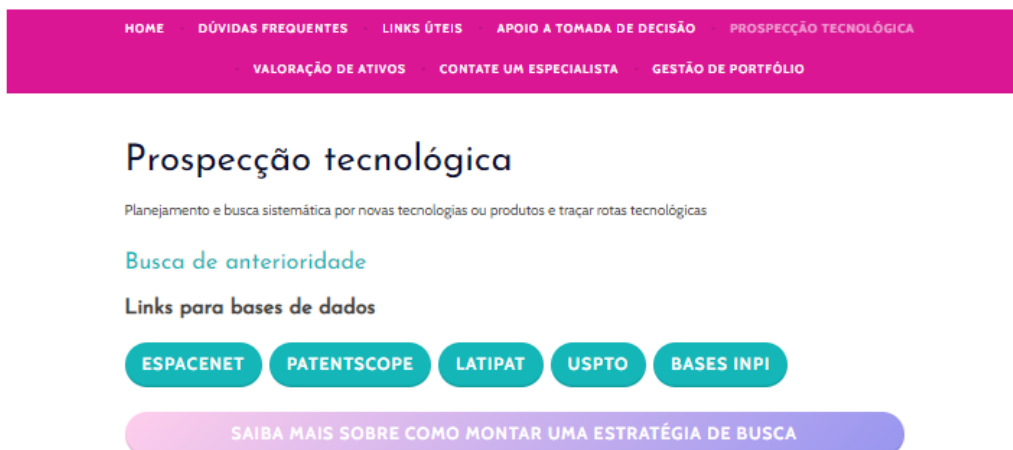 HOME DÚVIDAS FREQUENTES LINKS ÚTEIS APOIO A TOMADA DE DECISÃO PROSPECÇÃO TECNOLÓGICA
VALORAÇÃO DE ATIVOS CONTATE UM ESPECIALISTA GESTÃO DE PORTFÓLIO
Prospecção tecnológica
Planejamento e busca sistemática por novas tecnologias ou produtos e traçar rotas tecnológicas
Busca de anterioridade
Links para bases de dados
ESPACENET PATENTSCOPE LATIPAT USPTO BASES INPI
SAIBA MAIS SOBRE COMO MONTAR UMA ESTRATÉGIA DE BUSCA